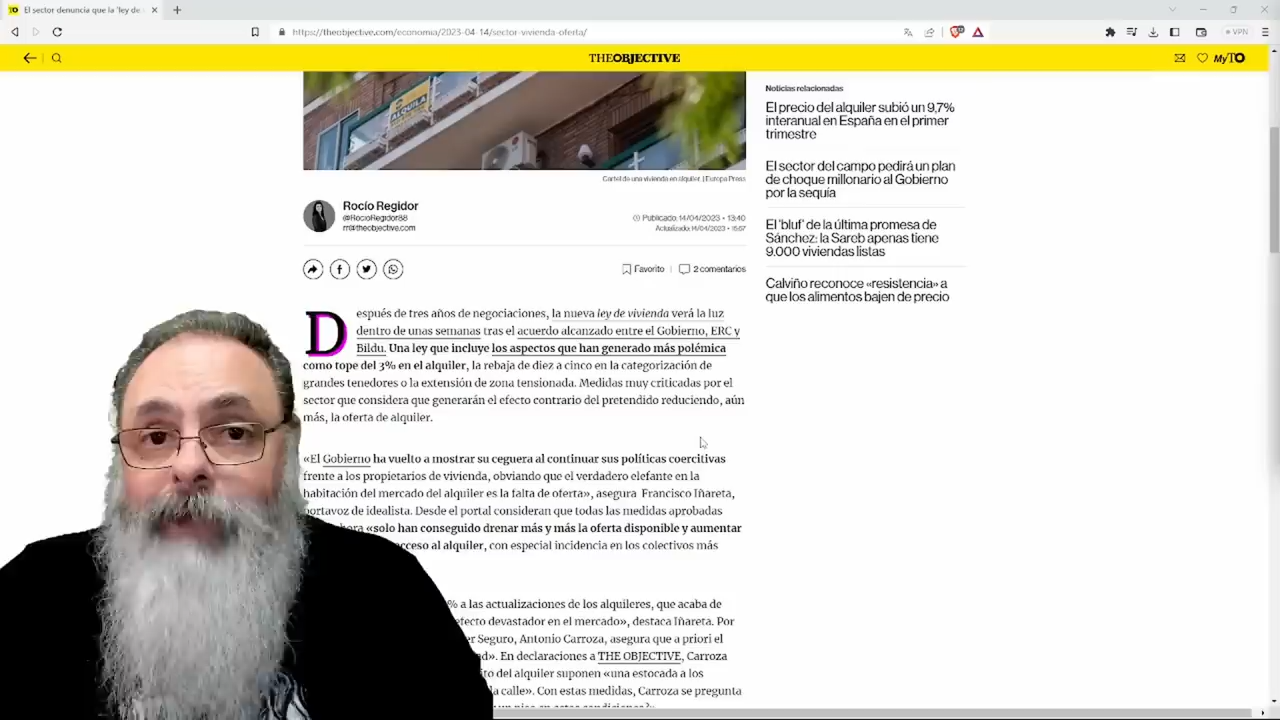 El sector denuncia que la 'ley de
https://theobjective.com/economia/2023-04-14/sector-vivienda-oferta/
VPN
THEOBJECTIVE
MyTO
ALQUILA
Cartel de una vivienda en alquiler. | Europa Press
Rocío Regidor
@RocioRegidor88
rr@theobjective.com
Publicado: 14/04/2023 • 13:40
Actualizado: 14/04/2023 • 15:57
Favorito
2 comentarios
Después de tres años de negociaciones, la nueva ley de vivienda verá la luz
dentro de unas semanas tras el acuerdo alcanzado entre el Gobierno, ERC y
Bildu. Una ley que incluye los aspectos que han generado más polémica
como tope del 3% en el alquiler, la rebaja de diez a cinco en la categorización de
grandes tenedores o la extensión de zona tensionada. Medidas muy criticadas por el
sector que considera que generarán el efecto contrario del pretendido reduciendo, aún
más, la oferta de alquiler.
«El Gobierno ha vuelto a mostrar su ceguera al continuar sus políticas coercitivas
frente a los propietarios de vivienda, obviando que el verdadero elefante en la
habitación del mercado del alquiler es la falta de oferta», asegura Francisco Iñareta,
portavoz de idealista. Desde el portal consideran que todas las medidas aprobadas
«solo han conseguido drenar más y más la oferta disponible y aumentar
acceso al alquiler, con especial incidencia en los colectivos más
% a las actualizaciones de los alquileres, que acaba de
efecto devastador en el mercado», destaca Iñareta. Por
Seguro, Antonio Carroza, asegura que a priori el
En declaraciones a THE OBJECTIVE, Carroza
del alquiler suponen «una estocada a los
la calle». Con estas medidas, Carroza se pregunta
Noticias relacionadas
El precio del alquiler subió un 9,7%
interanual en España en el primer
trimestre
El sector del campo pedirá un plan
de choque millonario al Gobierno
por la sequía
El 'bluf' de la última promesa de
Sánchez: la Sareb apenas tiene
9.000 viviendas listas
Calviño reconoce «resistencia» a
que los alimentos bajen de precio